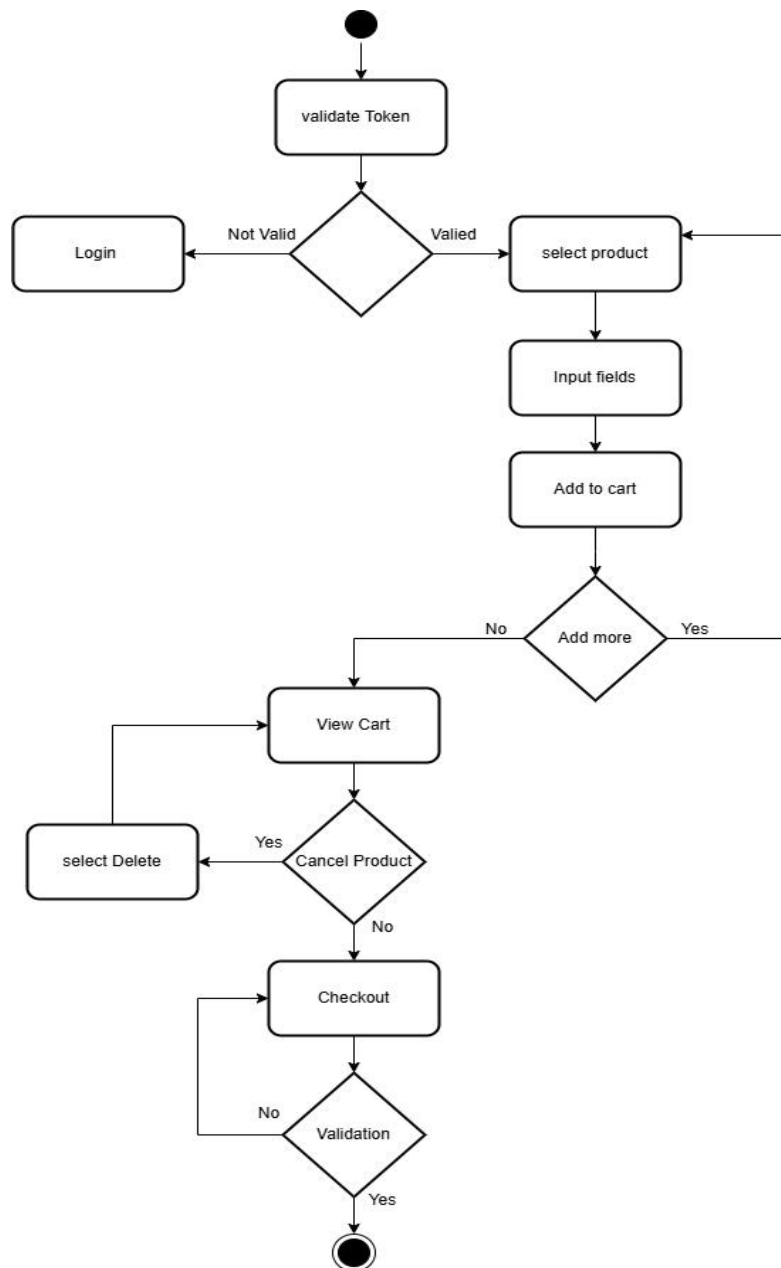 validate Token
Not Valid
Valied
Login
select product
Input fields
Add to cart
No
Add more
Yes
View Cart
Yes
select Delete
Cancel Product
No
Checkout
No
Validation
Yes